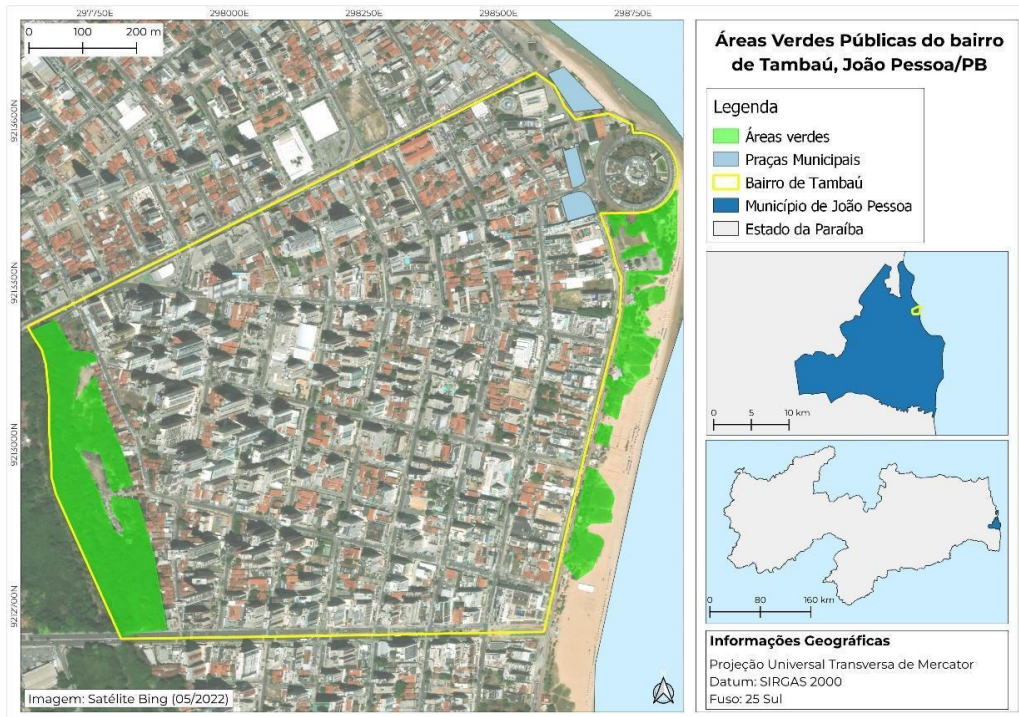 297750E 298000E 298250E 298500E 298750E
0 100 200 m
9213600N
9213300N
9213000N
9212700N
Imagem: Satélite Bing (05/2022)
Áreas Verdes Públicas do bairro
de Tambaú, João Pessoa/PB
Legenda
Áreas verdes
Praças Municipais
Bairro de Tambaú
Município de João Pessoa
Estado da Paraíba
0 5 10 km
0 80 160 km
Informações Geográficas
Projeção Universal Transversa de Mercator
Datum: SIRGAS 2000
Fuso: 25 Sul